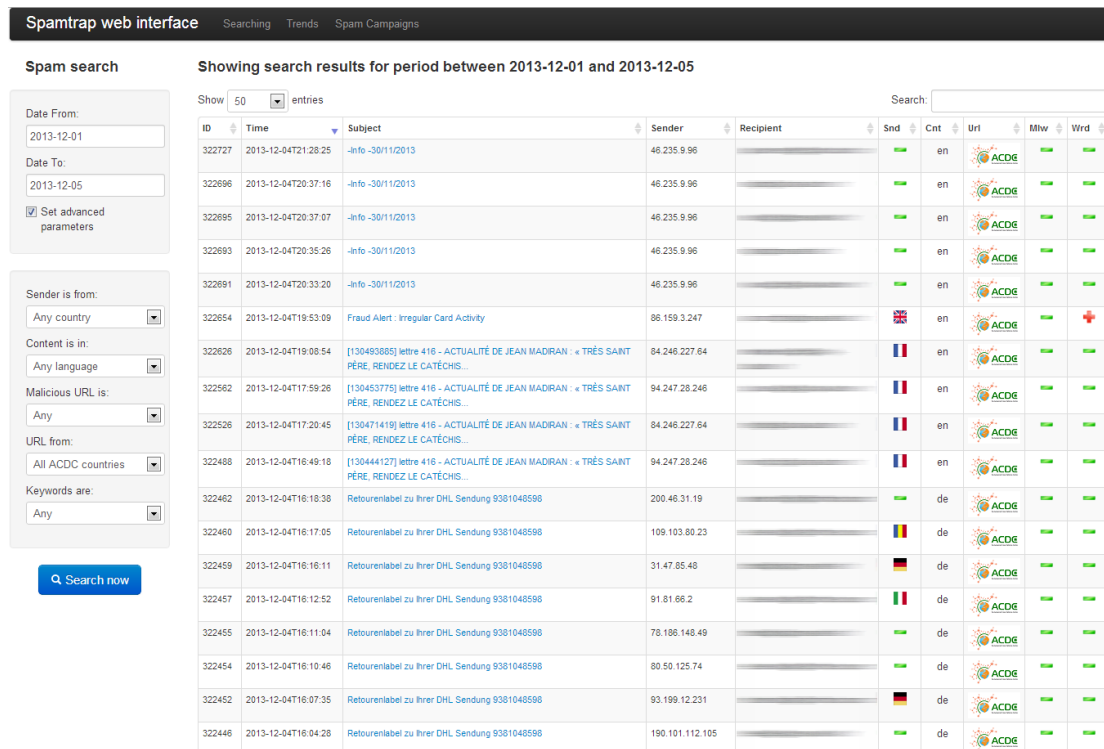 Spamtrap web interface Searching Trends Spam Campaigns
Spam search
Showing search results for period between 2013-12-01 and 2013-12-05
Date From:
2013-12-01
Date To:
2013-12-05
Set advanced
parameters
Sender is from:
Any country
Content is in:
Any language
Malicious URL is:
Any
URL from:
All ACDC countries
Keywords are:
Any
Search now
Show 50 entries
Search:
ID Time Subject Sender Recipient Snd Cnt Url Mlw Wrd
322727 2013-12-04T21:28:25 -Info -30/11/2013 46.235.9.96 en ACDC
322696 2013-12-04T20:37:16 -Info -30/11/2013 46.235.9.96 en ACDC
322695 2013-12-04T20:37:07 -Info -30/11/2013 46.235.9.96 en ACDC
322693 2013-12-04T20:35:26 -Info -30/11/2013 46.235.9.96 en ACDC
322691 2013-12-04T20:33:20 -Info -30/11/2013 46.235.9.96 en ACDC
322654 2013-12-04T19:53:09 Fraud Alert : Irregular Card Activity 86.159.3.247 en ACDC
322626 2013-12-04T19:08:54 [130493885] lettre 416 - ACTUALITÉ DE JEAN MADIRAN : « TRÈS SAINT 84.246.227.64 en ACDC
PÈRE, RENDEZ LE CATÉCHIS...
322562 2013-12-04T17:59:26 [130453775] lettre 416 - ACTUALITÉ DE JEAN MADIRAN : « TRÈS SAINT 94.247.28.246 en ACDC
PÈRE, RENDEZ LE CATÉCHIS...
322526 2013-12-04T17:20:45 [130471419] lettre 416 - ACTUALITÉ DE JEAN MADIRAN : « TRÈS SAINT 84.246.227.64 en ACDC
PÈRE, RENDEZ LE CATÉCHIS...
322488 2013-12-04T16:49:18 [130444127] lettre 416 - ACTUALITÉ DE JEAN MADIRAN : « TRÈS SAINT 94.247.28.246 en ACDC
PÈRE, RENDEZ LE CATÉCHIS...
322462 2013-12-04T16:18:38 Retourenlabel zu Ihrer DHL Sendung 9381048598 200.46.31.19 de ACDC
322460 2013-12-04T16:17:05 Retourenlabel zu Ihrer DHL Sendung 9381048598 109.103.80.23 de ACDC
322459 2013-12-04T16:16:11 Retourenlabel zu Ihrer DHL Sendung 9381048598 31.47.85.48 de ACDC
322457 2013-12-04T16:12:52 Retourenlabel zu Ihrer DHL Sendung 9381048598 91.81.66.2 de ACDC
322455 2013-12-04T16:11:04 Retourenlabel zu Ihrer DHL Sendung 9381048598 78.186.148.49 de ACDC
322454 2013-12-04T16:10:46 Retourenlabel zu Ihrer DHL Sendung 9381048598 80.50.125.74 de ACDC
322452 2013-12-04T16:07:35 Retourenlabel zu Ihrer DHL Sendung 9381048598 93.199.12.231 de ACDC
322446 2013-12-04T16:04:28 Retourenlabel zu Ihrer DHL Sendung 9381048598 190.101.112.105 de ACDC